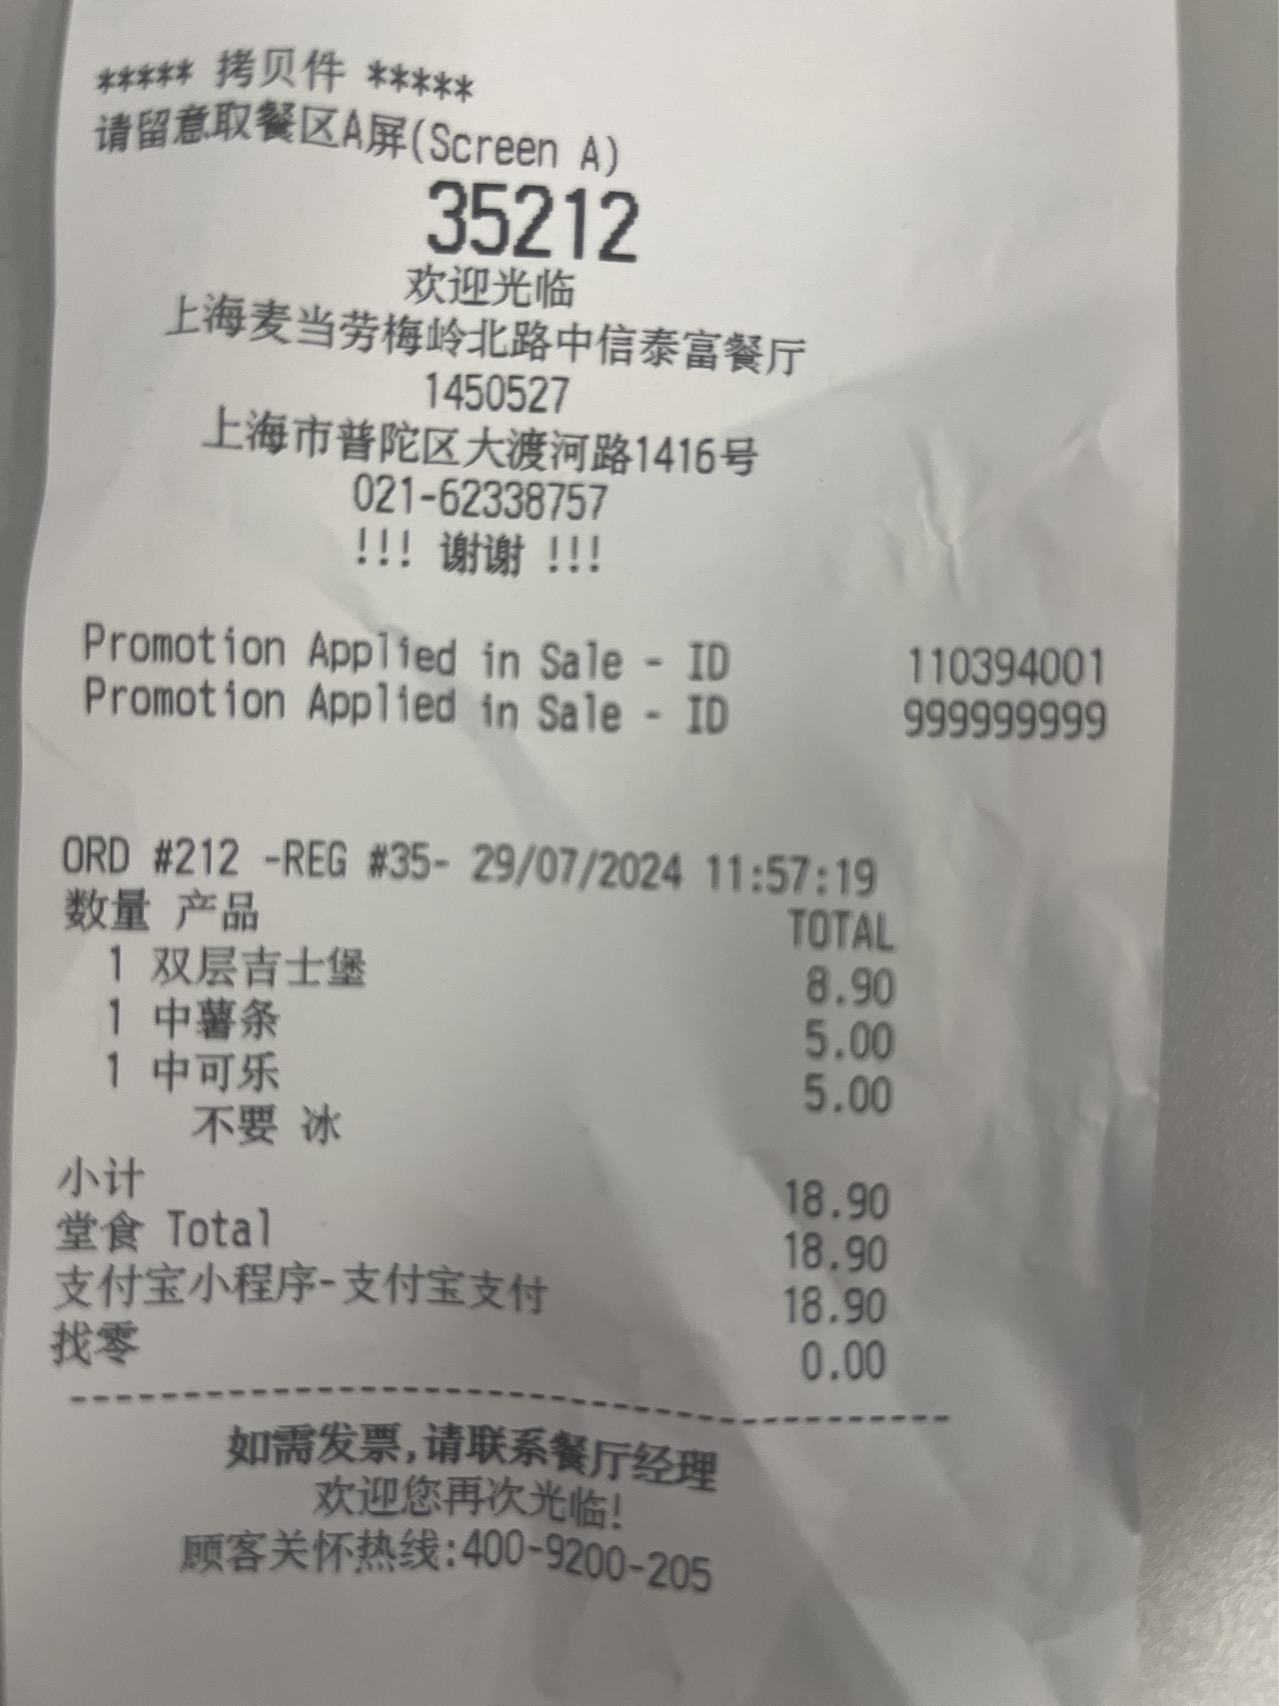 ***** 拷贝件 *****
请留意取餐区A屏(Screen A)
35212
欢迎光临
上海麦当劳梅岭北路中信泰富餐厅
1450527
上海市普陀区大渡河路1416号
021-62338757
!!! 谢谢 !!!
Promotion Applied in Sale - ID 110394001
Promotion Applied in Sale - ID 999999999
ORD #212 -REG #35- 29/07/2024 11:57:19
数量 产品 TOTAL
1 双层吉士堡 8.90
1 中薯条 5.00
1 中可乐 5.00
不要 冰
小计 18.90
堂食 Total 18.90
支付宝小程序-支付宝支付 18.90
找零 0.00
--------------------------------------------
如需发票,请联系餐厅经理
欢迎您再次光临!
顾客关怀热线:400-9200-205